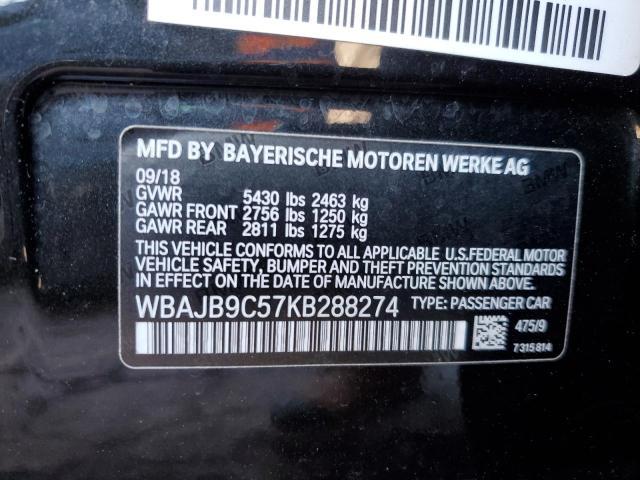 MFD BY BAYERISCHE MOTOREN WERKE AG
09/18
GVWR 5430 lbs 2463 kg
GAWR FRONT 2756 lbs 1250 kg
GAWR REAR 2811 lbs 1275 kg
THIS VEHICLE CONFORMS TO ALL APPLICABLE U.S.FEDERAL MOTOR
VEHICLE SAFETY, BUMPER AND THEFT PREVENTION STANDARDS
IN EFFECT ON THE DATE OF MANUFACTURE SHOWN ABOVE.
WBAJB9C57KB288274 TYPE: PASSENGER CAR
475/9
7315814